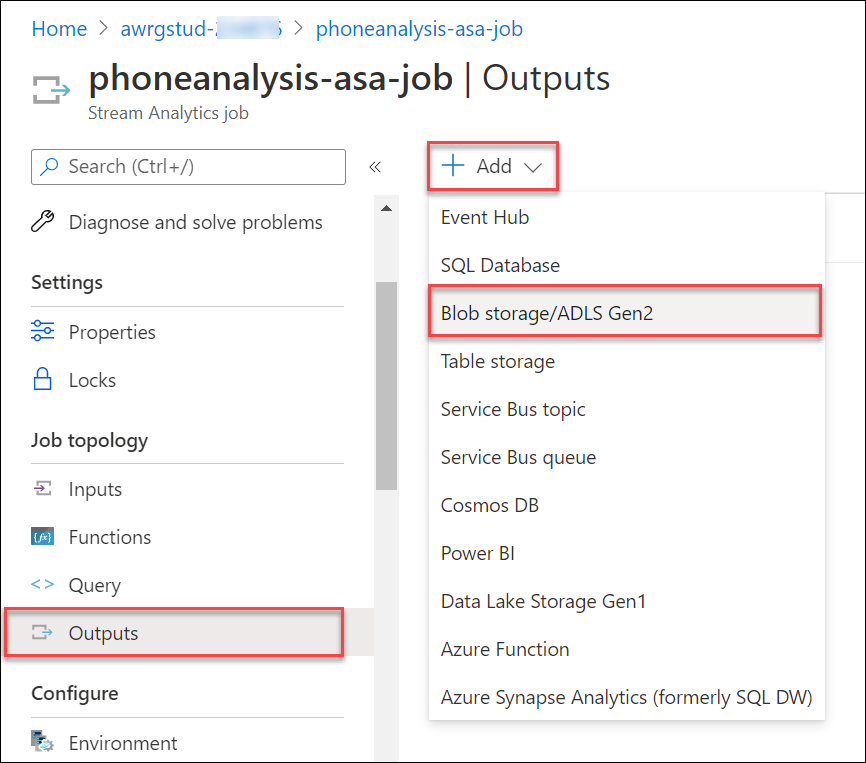 Home > awrgstud- > phoneanalysis-asa-job
phoneanalysis-asa-job | Outputs
Stream Analytics job
Search (Ctrl+/)
«
Add
Diagnose and solve problems
Settings
Properties
Locks
Job topology
Inputs
Functions
Query
Outputs
Configure
Environment
Event Hub
SQL Database
Blob storage/ADLS Gen2
Table storage
Service Bus topic
Service Bus queue
Cosmos DB
Power BI
Data Lake Storage Gen1
Azure Function
Azure Synapse Analytics (formerly SQL DW)